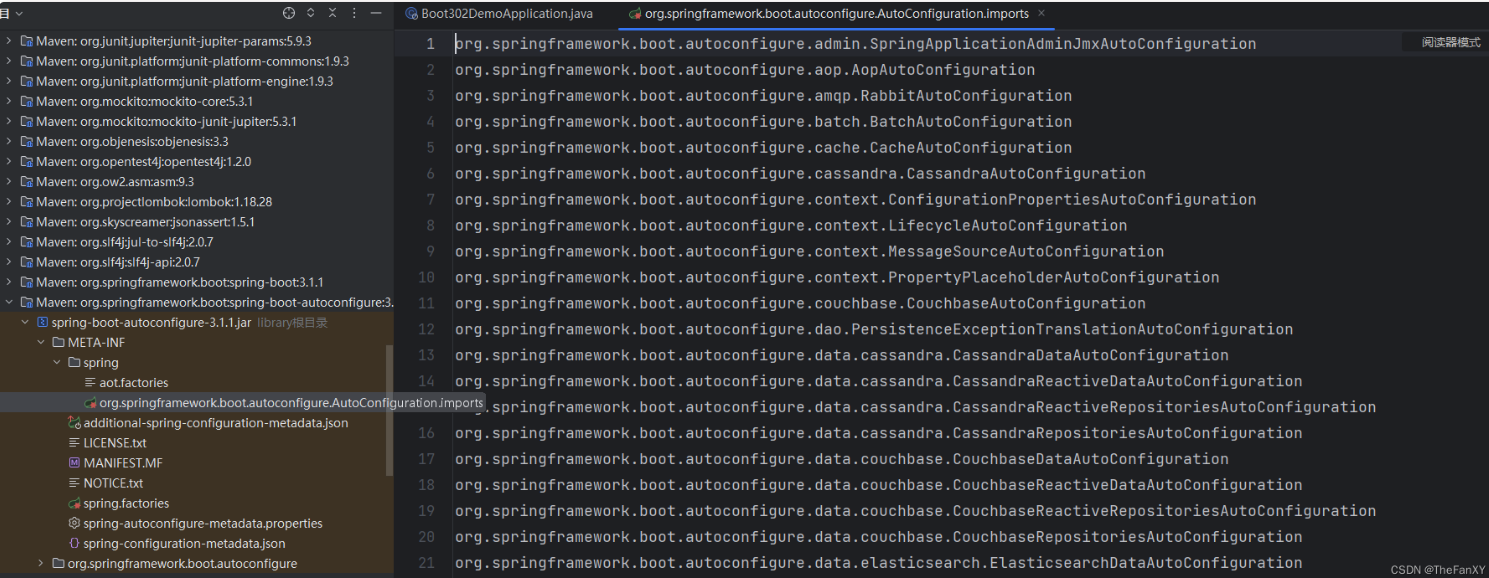 目
Maven: org.junit.jupiter:junit-jupiter-params:5.9.3
Maven: org.junit.platform:junit-platform-commons:1.9.3
Maven: org.junit.platform:junit-platform-engine:1.9.3
Maven: org.mockito:mockito-core:5.3.1
Maven: org.mockito:mockito-junit-jupiter:5.3.1
Maven: org.objenesis:objenesis:3.3
Maven: org.opentest4j:opentest4j:1.2.0
Maven: org.ow2.asm:asm:9.3
Maven: org.projectlombok:lombok:1.18.28
Maven: org.skyscreamer:jsonassert:1.5.1
Maven: org.slf4j:jul-to-slf4j:2.0.7
Maven: org.slf4j:slf4j-api:2.0.7
Maven: org.springframework.boot:spring-boot:3.1.1
Maven: org.springframework.boot:spring-boot-autoconfigure:3.
spring-boot-autoconfigure-3.1.1.jar library根目录
META-INF
spring
aot.factories
org.springframework.boot.autoconfigure.AutoConfiguration.imports
additional-spring-configuration-metadata.json
LICENSE.txt
MANIFEST.MF
NOTICE.txt
spring.factories
spring-autoconfigure-metadata.properties
spring-configuration-metadata.json
org.springframework.boot.autoconfigure
Boot302DemoApplication.java org.springframework.boot.autoconfigure.AutoConfiguration.imports
阅读器模式
1 org.springframework.boot.autoconfigure.admin.SpringApplicationAdminJmxAutoConfiguration
2 org.springframework.boot.autoconfigure.aop.AopAutoConfiguration
3 org.springframework.boot.autoconfigure.amqp.RabbitAutoConfiguration
4 org.springframework.boot.autoconfigure.batch.BatchAutoConfiguration
5 org.springframework.boot.autoconfigure.cache.CacheAutoConfiguration
6 org.springframework.boot.autoconfigure.cassandra.CassandraAutoConfiguration
7 org.springframework.boot.autoconfigure.context.ConfigurationPropertiesAutoConfiguration
8 org.springframework.boot.autoconfigure.context.LifecycleAutoConfiguration
9 org.springframework.boot.autoconfigure.context.MessageSourceAutoConfiguration
10 org.springframework.boot.autoconfigure.context.PropertyPlaceholderAutoConfiguration
11 org.springframework.boot.autoconfigure.couchbase.CouchbaseAutoConfiguration
12 org.springframework.boot.autoconfigure.dao.PersistenceExceptionTranslationAutoConfiguration
13 org.springframework.boot.autoconfigure.data.cassandra.CassandraDataAutoConfiguration
14 org.springframework.boot.autoconfigure.data.cassandra.CassandraReactiveDataAutoConfiguration
.springframework.boot.autoconfigure.data.cassandra.CassandraReactiveRepositoriesAutoConfiguration
16 org.springframework.boot.autoconfigure.data.cassandra.CassandraRepositoriesAutoConfiguration
17 org.springframework.boot.autoconfigure.data.couchbase.CouchbaseDataAutoConfiguration
18 org.springframework.boot.autoconfigure.data.couchbase.CouchbaseReactiveDataAutoConfiguration
19 org.springframework.boot.autoconfigure.data.couchbase.CouchbaseReactiveRepositoriesAutoConfiguration
20 org.springframework.boot.autoconfigure.data.couchbase.CouchbaseRepositoriesAutoConfiguration
21 org.springframework.boot.autoconfigure.data.elasticsearch.ElasticsearchDataAutoConfiguration
CSDN @TheFanXY